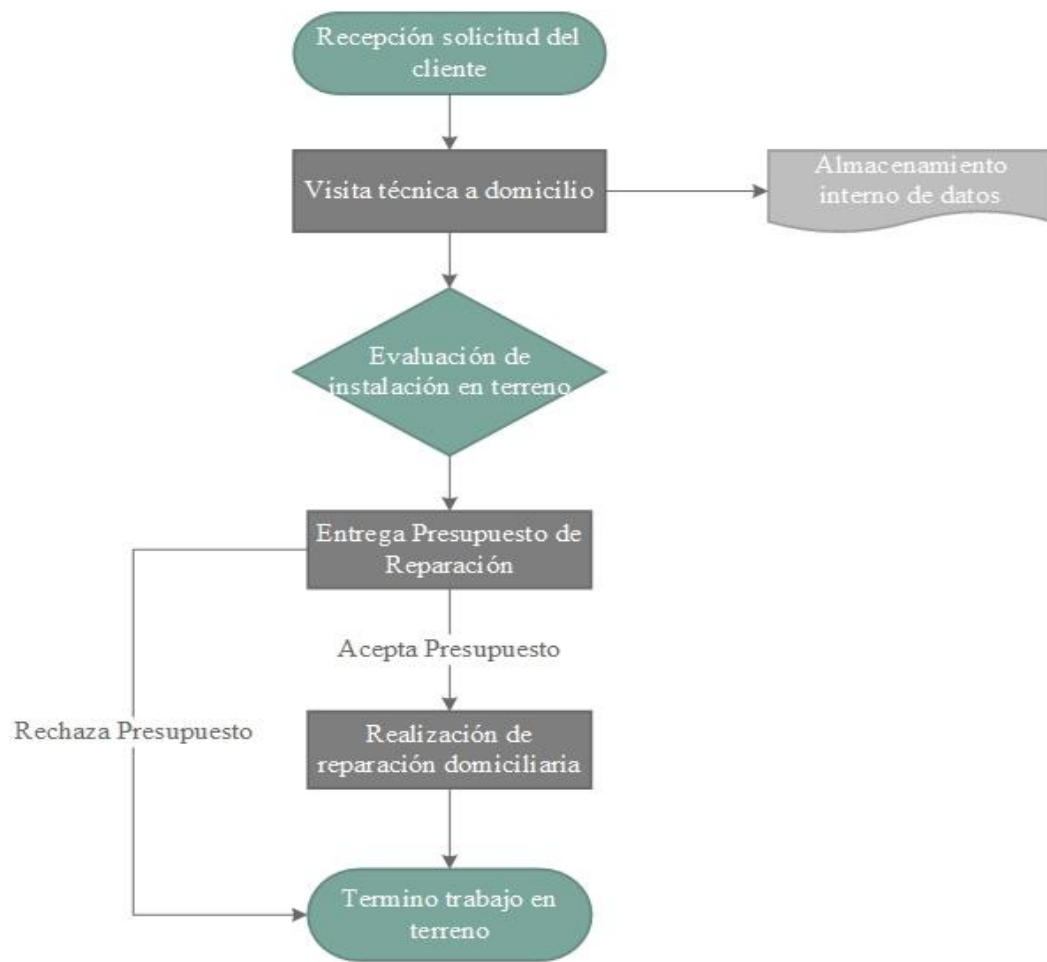 Recepción solicitud del
cliente
Visita técnica a domicilio
Almacenamiento
interno de datos
Evaluación de
instalación en terreno
Entrega Presupuesto de
Reparación
Acepta Presupuesto
Rechaza Presupuesto
Realización de
reparación domiciliaria
Termino trabajo en
terreno